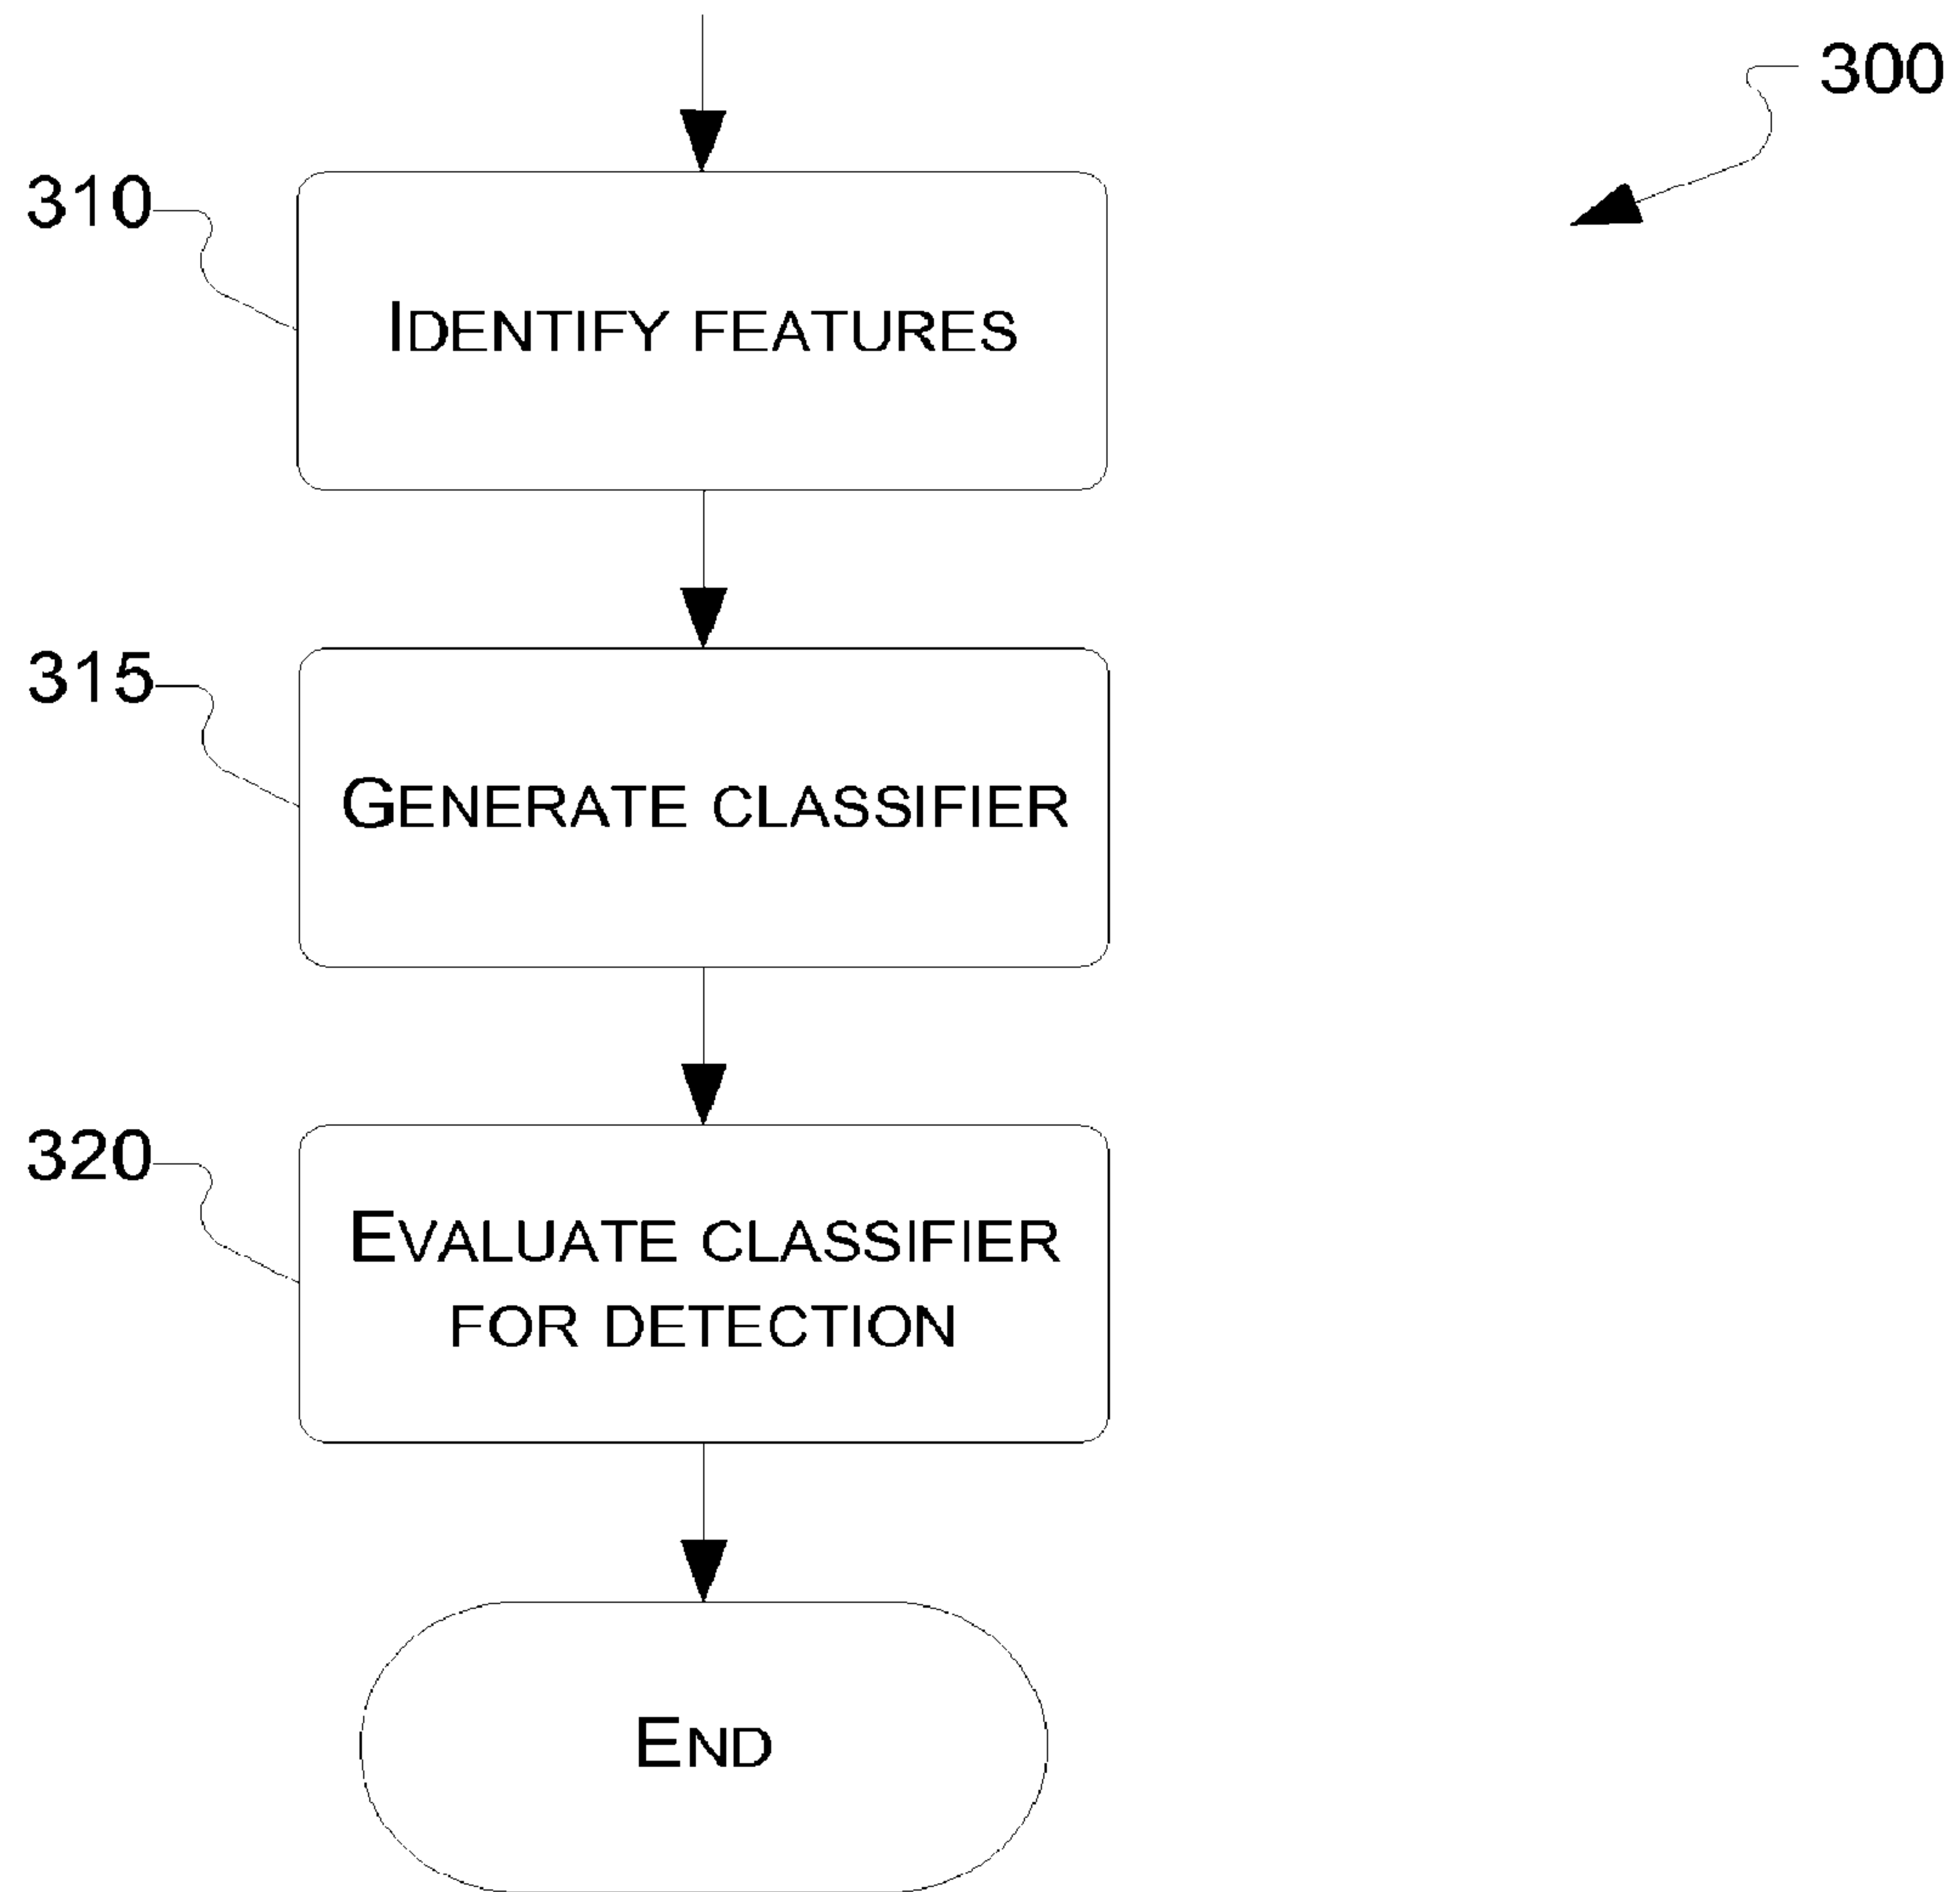 300
310
IDENTIFY FEATURES
315
GENERATE CLASSIFIER
320
EVALUATE CLASSIFIER
FOR DETECTION
END